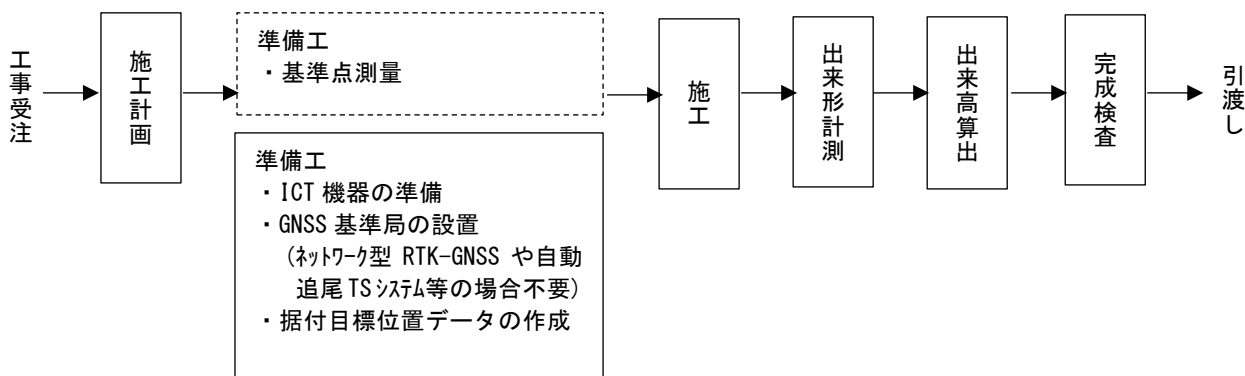 工事受注
施工計画
準備工
・基準点測量
準備工
・ICT 機器の準備
・GNSS 基準局の設置
（ﾈｯﾄﾜｰｸ型 RTK-GNSS や自動
追尾 TS ｼｽﾃﾑ等の場合不要）
・据付目標位置データの作成
施工
出来形計測
出来高算出
完成検査
引渡し